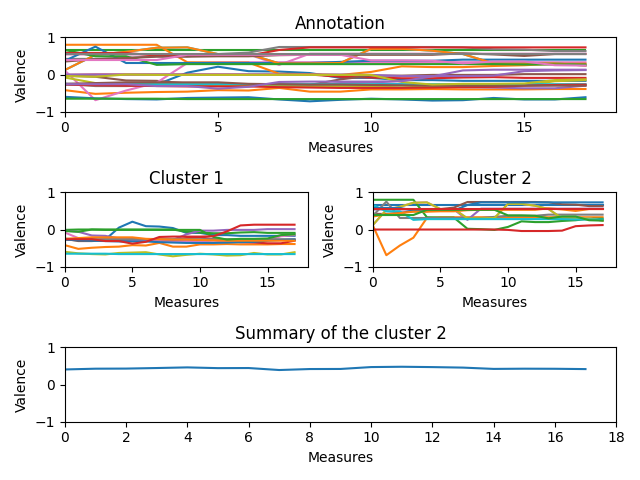 Annotation
Valence
1
0
−1
0 5 10 15
Measures
Cluster 1
Valence
1
0
−1
0 5 10 15
Measures
Cluster 2
Valence
1
0
−1
0 5 10 15
Measures
Summary of the cluster 2
Valence
1
0
−1
0 2 4 6 8 10 12 14 16 18
Measures